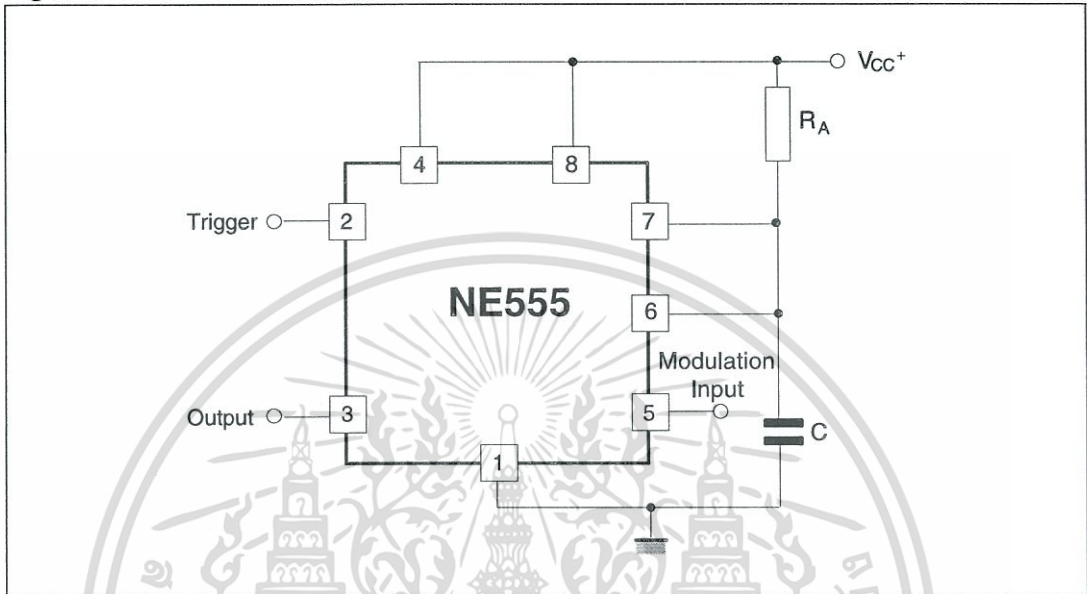 VCC+
RA
4
8
Trigger
2
7
NE555
6
Modulation
Input
Output
3
5
C
1